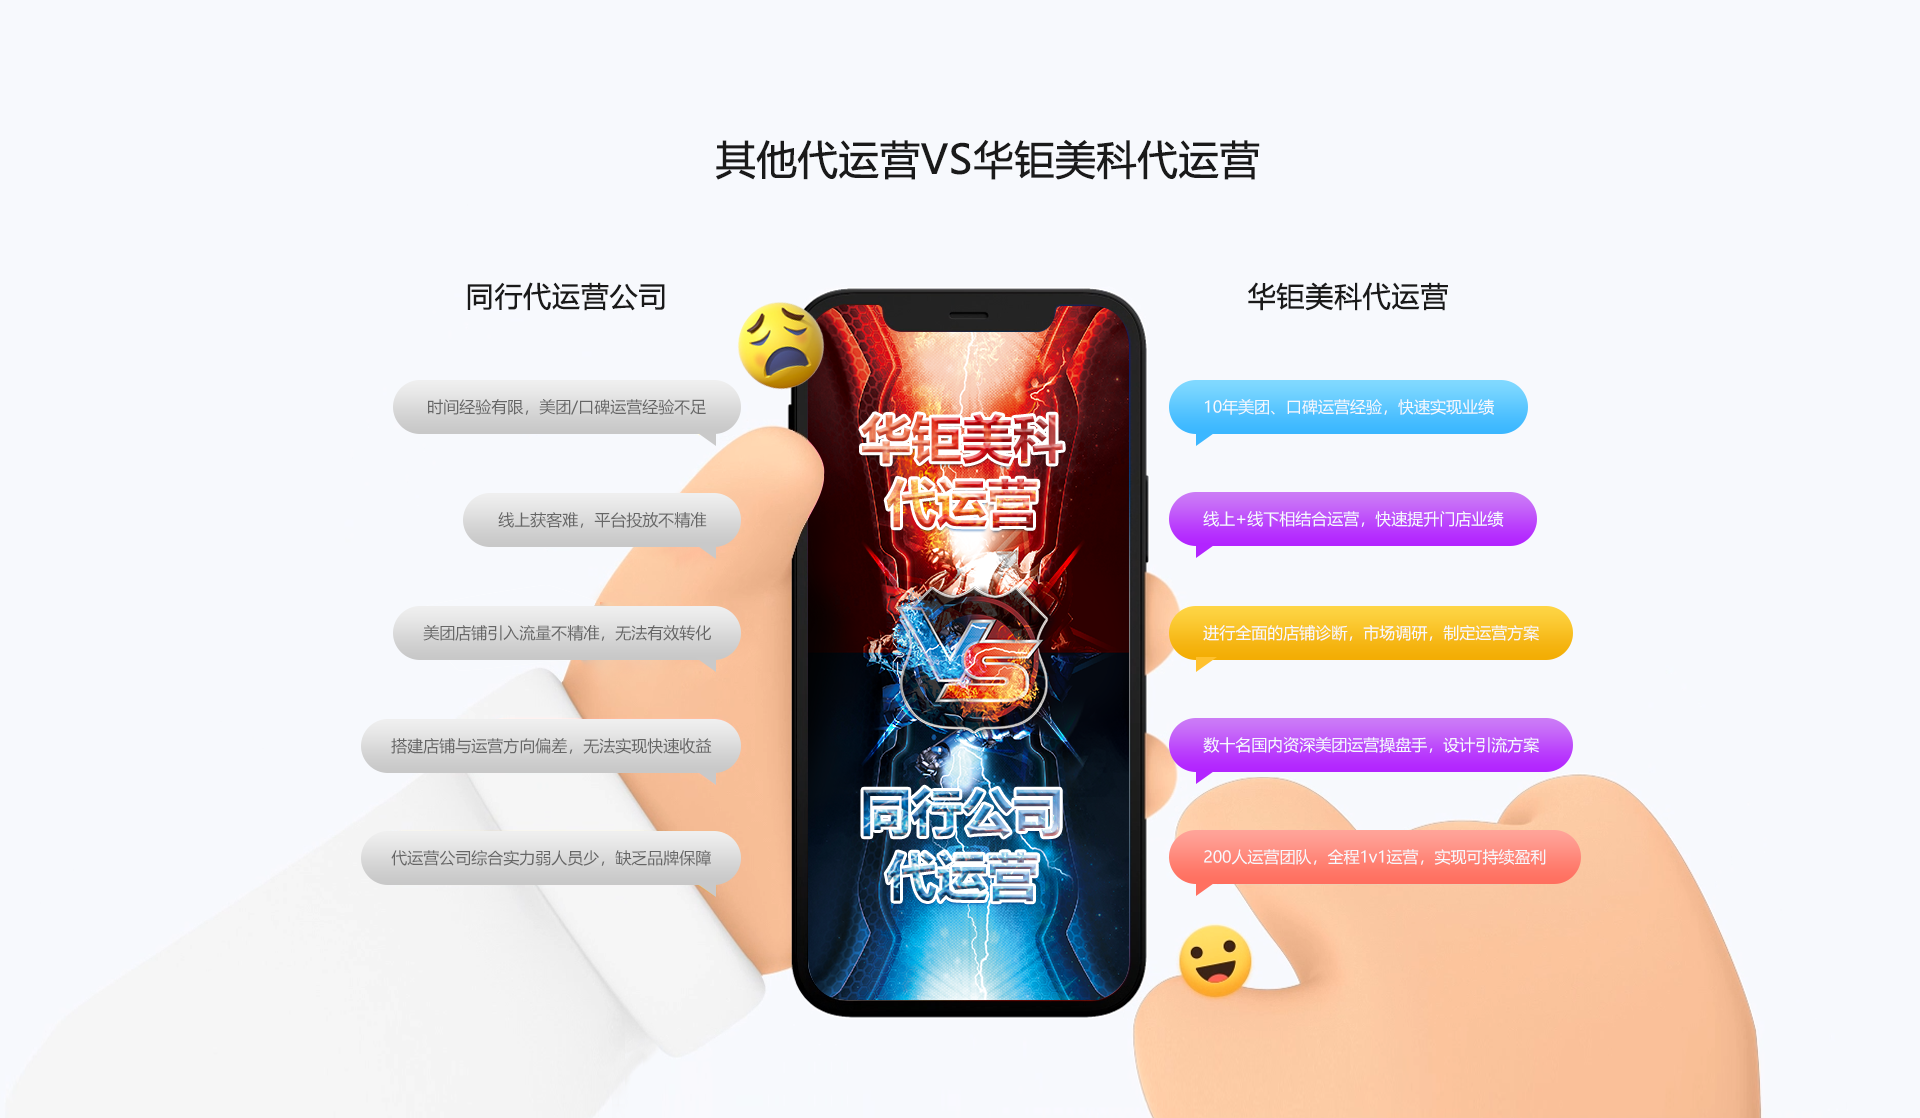 其他代运营VS华钜美科代运营
同行代运营公司
时间经验有限，美团/口碑运营经验不足
线上获客难，平台投放不精准
美团店铺引入流量不精准，无法有效转化
搭建店铺与运营方向偏差，无法实现快速收益
代运营公司综合实力弱人员少，缺乏品牌保障
华钜美科
代运营
VS
同行公司
代运营
华钜美科代运营
10年美团、口碑运营经验，快速实现业绩
线上+线下相结合运营，快速提升门店业绩
进行全面的店铺诊断，市场调研，制定运营方案
数十名国内资深美团运营操盘手，设计引流方案
200人运营团队，全程1v1运营，实现可持续盈利